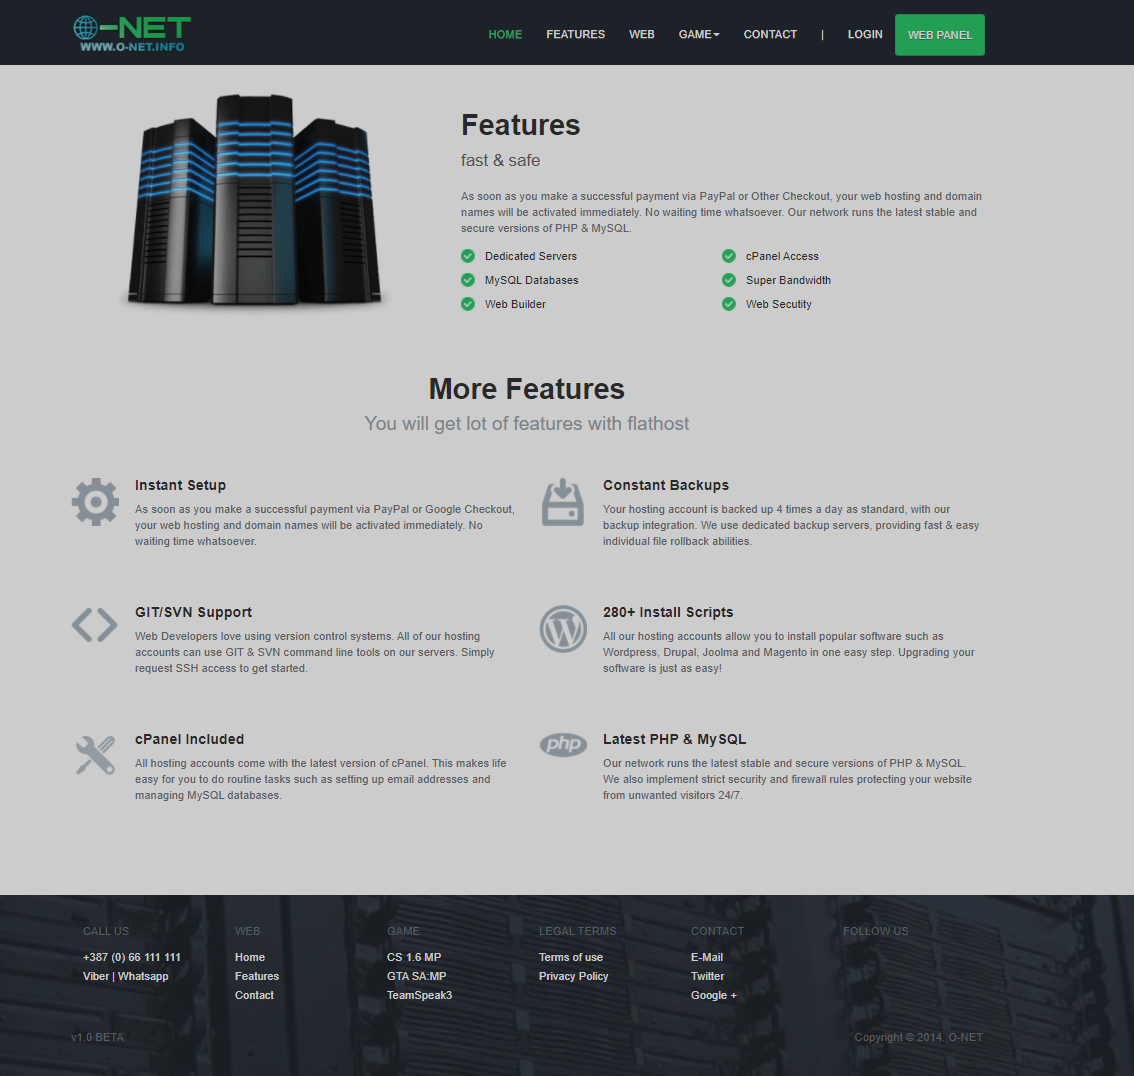 O-NET
WWW.O-NET.INFO
HOME FEATURES WEB GAME CONTACT | LOGIN WEB PANEL
Features
fast & safe
As soon as you make a successful payment via PayPal or Other Checkout, your web hosting and domain
names will be activated immediately. No waiting time whatsoever. Our network runs the latest stable and
secure versions of PHP & MySQL.
Dedicated Servers
cPanel Access
MySQL Databases
Super Bandwidth
Web Builder
Web Secutity
More Features
You will get lot of features with flathost
Instant Setup
As soon as you make a successful payment via PayPal or Google Checkout,
your web hosting and domain names will be activated immediately. No
waiting time whatsoever.
Constant Backups
Your hosting account is backed up 4 times a day as standard, with our
backup integration. We use dedicated backup servers, providing fast & easy
individual file rollback abilities.
GIT/SVN Support
Web Developers love using version control systems. All of our hosting
accounts can use GIT & SVN command line tools on our servers. Simply
request SSH access to get started.
280+ Install Scripts
All our hosting accounts allow you to install popular software such as
Wordpress, Drupal, Joolma and Magento in one easy step. Upgrading your
software is just as easy!
cPanel Included
All hosting accounts come with the latest version of cPanel. This makes life
easy for you to do routine tasks such as setting up email addresses and
managing MySQL databases.
php
Latest PHP & MySQL
Our network runs the latest stable and secure versions of PHP & MySQL.
We also implement strict security and firewall rules protecting your website
from unwanted visitors 24/7.
CALL US
+387 (0) 66 111 111
Viber | Whatsapp
WEB
Home
Features
Contact
GAME
CS 1.6 MP
GTA SA:MP
TeamSpeak3
LEGAL TERMS
Terms of use
Privacy Policy
CONTACT
E-Mail
Twitter
Google +
FOLLOW US
v1.0 BETA
Copyright © 2014. O-NET